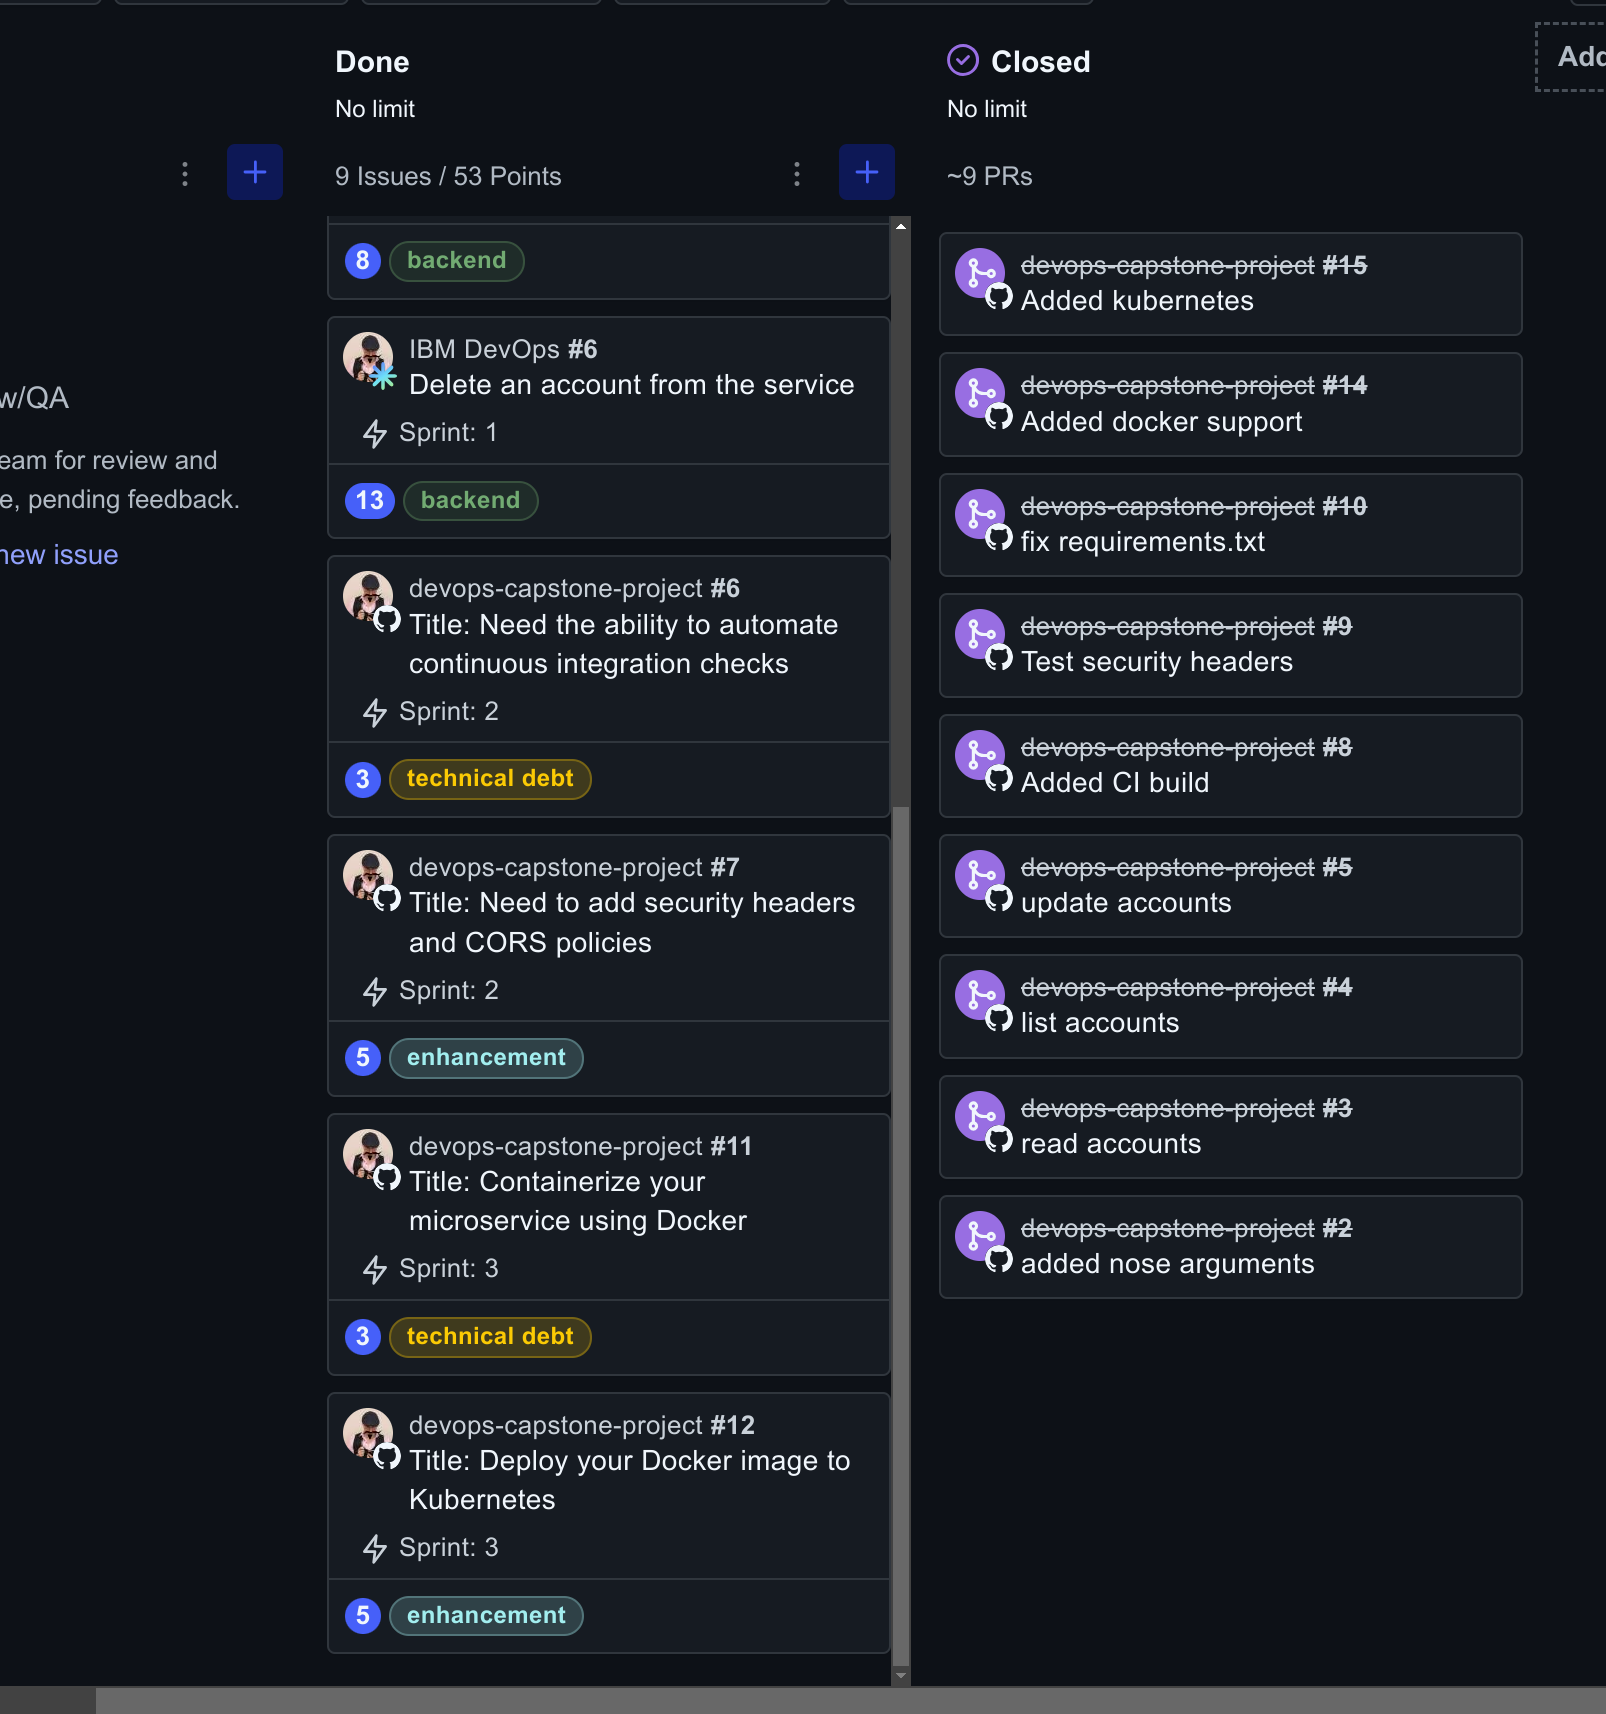 w/QA
eam for review and
e, pending feedback.
new issue
Done
No limit
9 Issues / 53 Points
8 backend
IBM DevOps #6
Delete an account from the service
Sprint: 1
13 backend
devops-capstone-project #6
Title: Need the ability to automate
continuous integration checks
Sprint: 2
3 technical debt
devops-capstone-project #7
Title: Need to add security headers
and CORS policies
Sprint: 2
5 enhancement
devops-capstone-project #11
Title: Containerize your
microservice using Docker
Sprint: 3
3 technical debt
devops-capstone-project #12
Title: Deploy your Docker image to
Kubernetes
Sprint: 3
5 enhancement
Closed
No limit
~9 PRs
devops-capstone-project #15
Added kubernetes
devops-capstone-project #14
Added docker support
devops-capstone-project #10
fix requirements.txt
devops-capstone-project #9
Test security headers
devops-capstone-project #8
Added CI build
devops-capstone-project #5
update accounts
devops-capstone-project #4
list accounts
devops-capstone-project #3
read accounts
devops-capstone-project #2
added nose arguments
Add